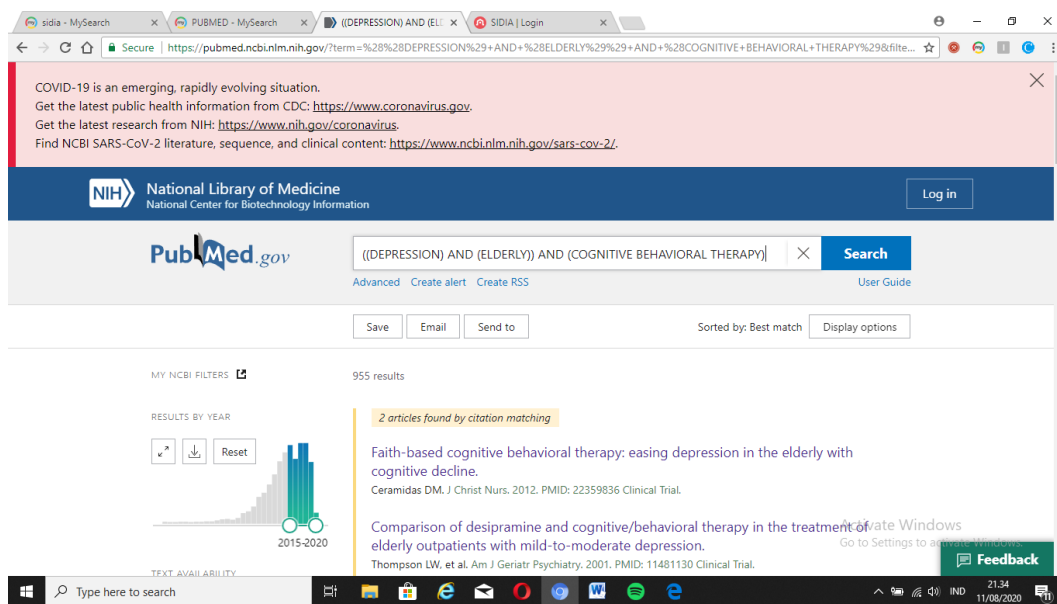 sidia - MySearch
PUBMED - MySearch
((DEPRESSION) AND (ELD
SIDIA | Login
Secure | https://pubmed.ncbi.nlm.nih.gov/?term=%28%28DEPRESSION%29+AND+%28ELDERLY%29%29+AND+%28COGNITIVE+BEHAVIORAL+THERAPY%29&filte...
COVID-19 is an emerging, rapidly evolving situation.
Get the latest public health information from CDC: https://www.coronavirus.gov.
Get the latest research from NIH: https://www.nih.gov/coronavirus.
Find NCBI SARS-CoV-2 literature, sequence, and clinical content: https://www.ncbi.nlm.nih.gov/sars-cov-2/.
NIH
National Library of Medicine
National Center for Biotechnology Information
Log in
PubMed.gov
((DEPRESSION) AND (ELDERLY)) AND (COGNITIVE BEHAVIORAL THERAPY)
Search
Advanced Create alert Create RSS
User Guide
Save
Email
Send to
Sorted by: Best match
Display options
MY NCBI FILTERS
955 results
RESULTS BY YEAR
Reset
2015-2020
TEXT AVAILABILITY
2 articles found by citation matching
Faith-based cognitive behavioral therapy: easing depression in the elderly with
cognitive decline.
Ceramidas DM. J Christ Nurs. 2012. PMID: 22359836 Clinical Trial.
Comparison of desipramine and cognitive/behavioral therapy in the treatment of
elderly outpatients with mild-to-moderate depression.
Thompson LW, et al. Am J Geriatr Psychiatry. 2001. PMID: 11481130 Clinical Trial.
Activate Windows
Go to Settings to activate Windows.
Feedback
Type here to search
IND
21.34
11/08/2020
11